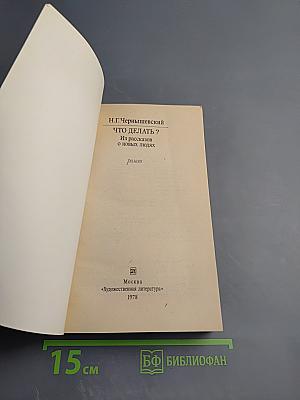 Н.Г.Чернышевский
ЧТО ДЕЛАТЬ?
Из рассказов
о новых людях
роман
Москва
«Художественная литература»
1978
15 см
БФ БИБЛИОФАН